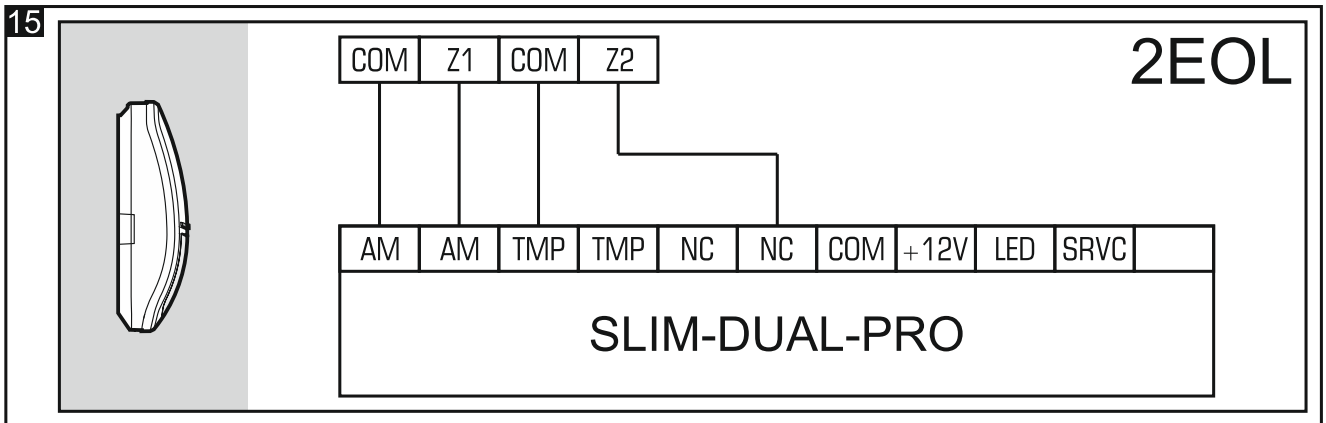 15
2EOL
COM Z1 COM Z2
AM AM TMP TMP NC NC COM +12V LED SRVC
SLIM-DUAL-PRO